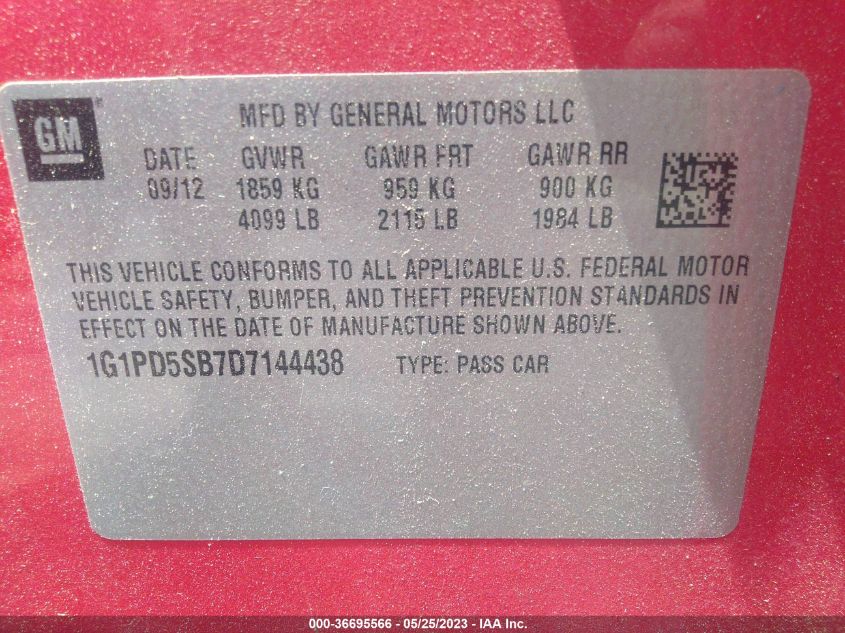 GM®
MFD BY GENERAL MOTORS LLC
DATE GVWR GAWR FRT GAWR RR
09/12 1859 KG 959 KG 900 KG
4099 LB 2115 LB 1984 LB
THIS VEHICLE CONFORMS TO ALL APPLICABLE U.S. FEDERAL MOTOR
VEHICLE SAFETY, BUMPER, AND THEFT PREVENTION STANDARDS IN
EFFECT ON THE DATE OF MANUFACTURE SHOWN ABOVE.
1G1PD5SB7D7144438 TYPE: PASS CAR
000-36695566 - 05/25/2023 - IAA Inc.